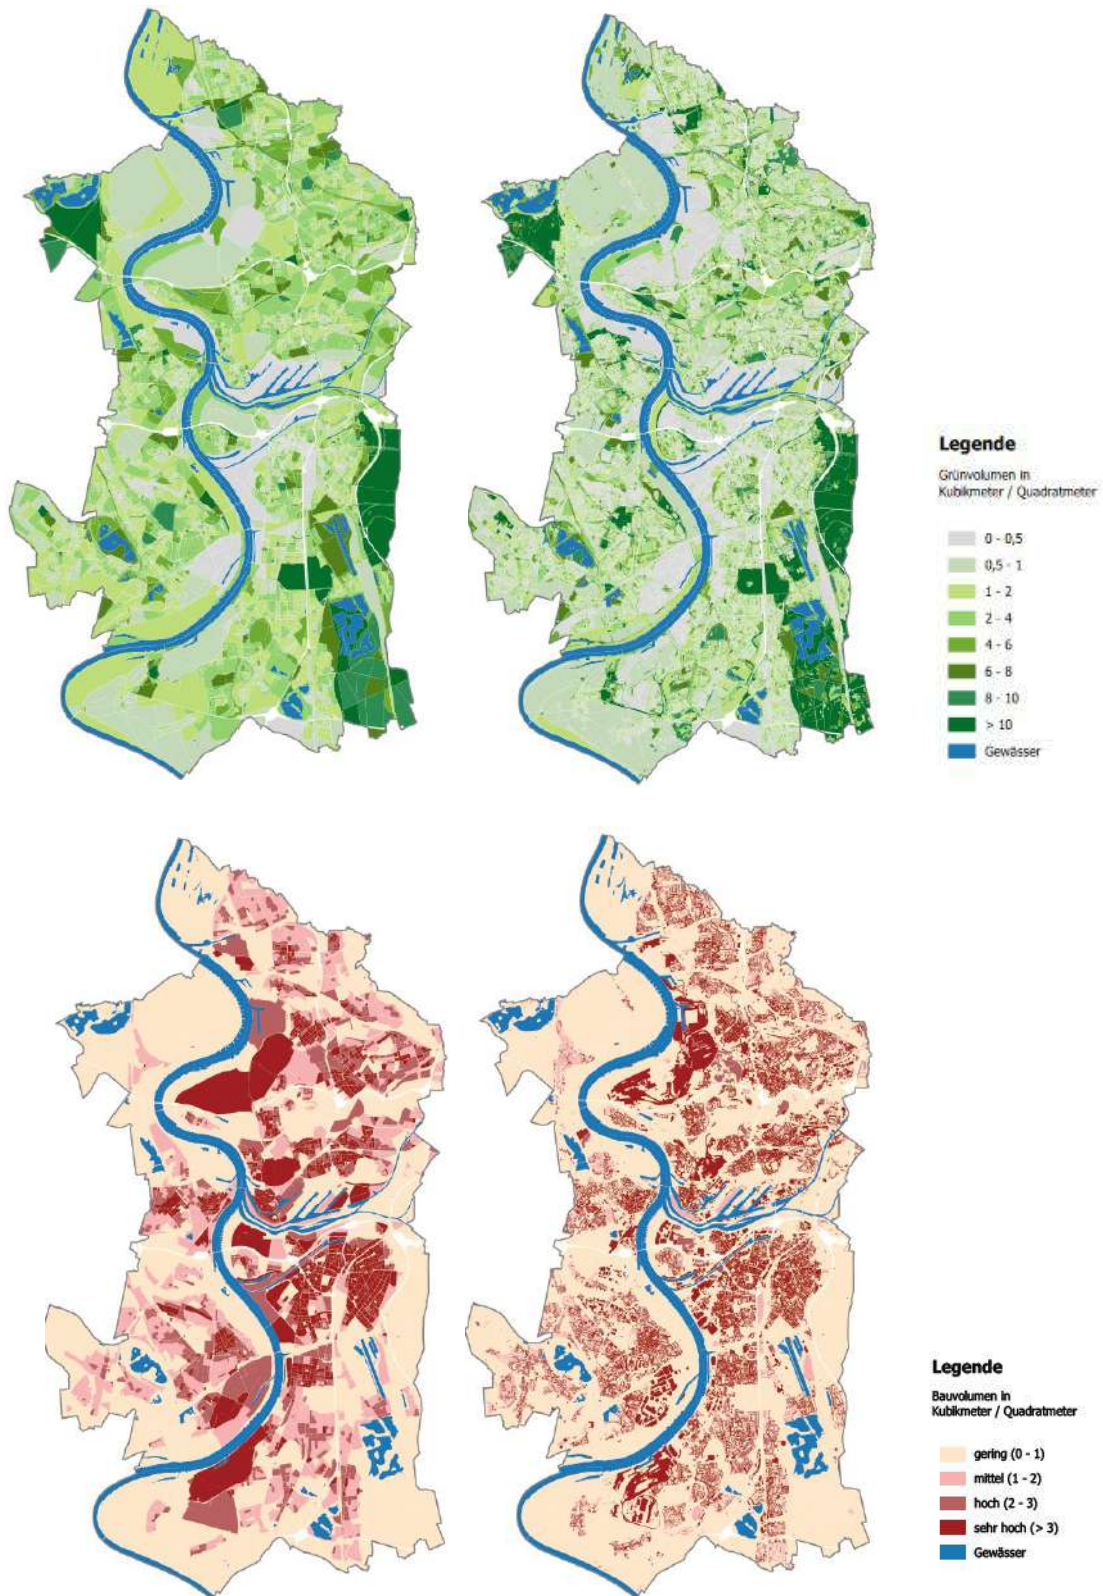 Legende
Grünvolumen in
Kubikmeter / Quadratmeter
0 - 0,5
0,5 - 1
1 - 2
2 - 4
4 - 6
6 - 8
8 - 10
> 10
Gewässer
Legende
Bauvolumen in
Kubikmeter / Quadratmeter
gering (0 - 1)
mittel (1 - 2)
hoch (2 - 3)
sehr hoch (> 3)
Gewässer